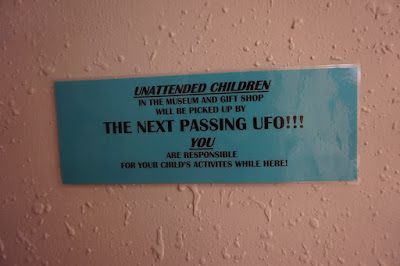 UNATTENDED CHILDREN
IN THE MUSEUM AND GIFT SHOP
WILL BE PICKED UP BY
THE NEXT PASSING UFO!!!
YOU
ARE RESPONSIBLE
FOR YOUR CHILD'S ACTIVITES WHILE HERE!